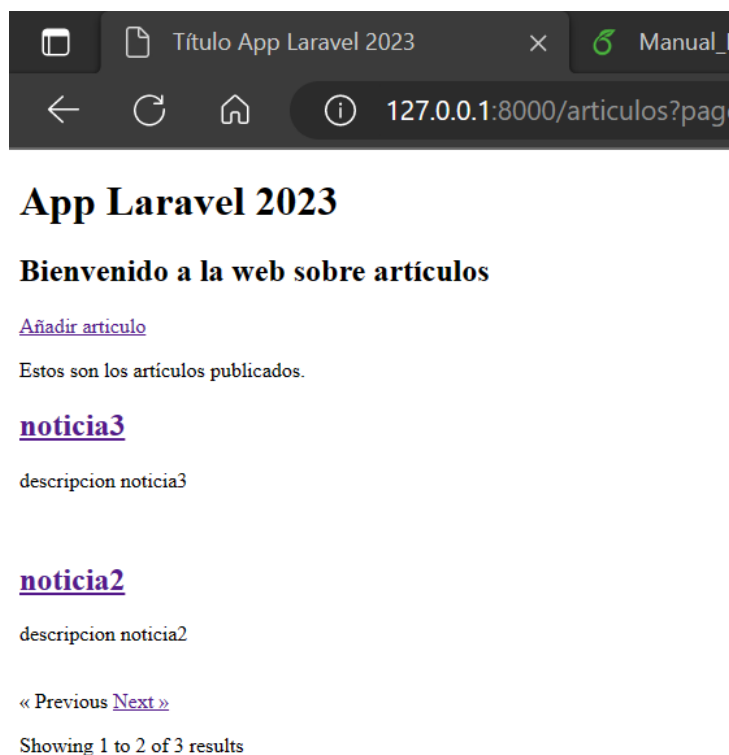 Título App Laravel 2023
Manual_
127.0.0.1:8000/articulos?pag
App Laravel 2023
Bienvenido a la web sobre artículos
Añadir articulo
Estos son los artículos publicados.
noticia3
descripcion noticia3
noticia2
descripcion noticia2
« Previous Next »
Showing 1 to 2 of 3 results